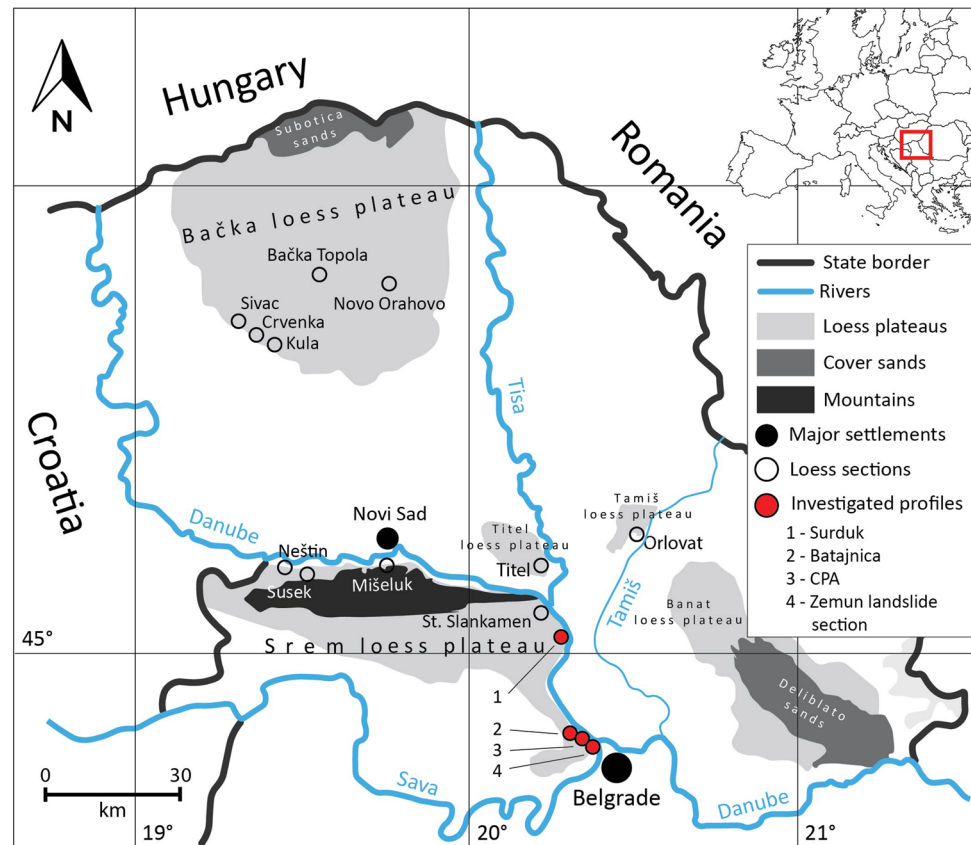 N
Hungary
Subotica
sands
Romania
Bačka loess plateau
Bačka Topola
Novo Orahovo
Sivac
Crvenka
Kula
Tisa
Croatia
Danube
Novi Sad
Neštin
Susek
Mišeluk
Titel
loess plateau
Titel
Tamiš
loess plateau
Orlovat
Tamiš
Banat
loess plateau
St. Slankamen
Srem loess plateau
45°
Deliblato
sands
1
2
3
4
0 30
km
Sava
Belgrade
Danube
19°
20°
21°
State border
Rivers
Loess plateaus
Cover sands
Mountains
Major settlements
Loess sections
Investigated profiles
1 - Surduk
2 - Batajnica
3 - CPA
4 - Zemun landslide
section